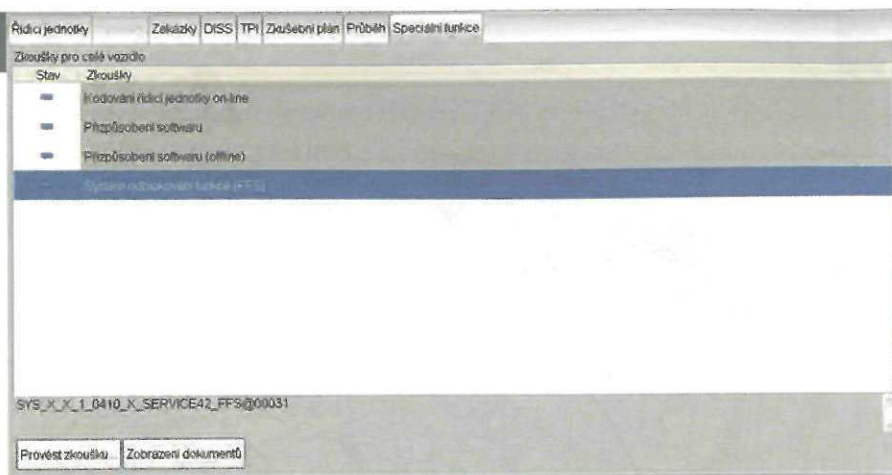 Řídicí jednotky Zakázky DISS TPI Zkušební plán Průběh Speciální funkce
Zkoušky pro celé vozidlo
Stav Zkoušky
Kódování řídicí jednotky on-line
Přizpůsobení softwaru
Přizpůsobení softwaru (offline)
Systém odblokování funkce (FFS)
SYS_X_X_1_0410_X_SERVICE42_FFS@00031
Provést zkoušku... Zobrazení dokumentů